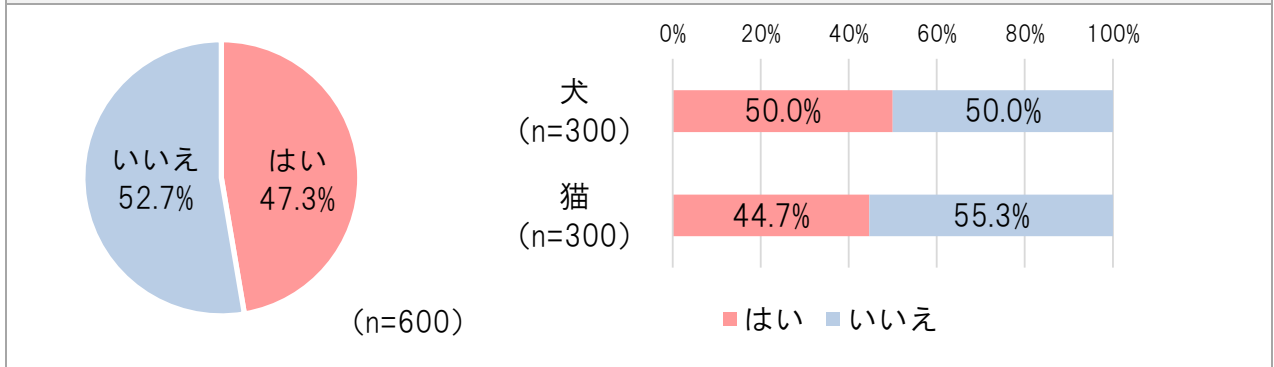 いいえ
52.7%
はい
47.3%
(n=600)
0% 20% 40% 60% 80% 100%
犬
(n=300)
50.0% 50.0%
猫
(n=300)
44.7% 55.3%
はい いいえ